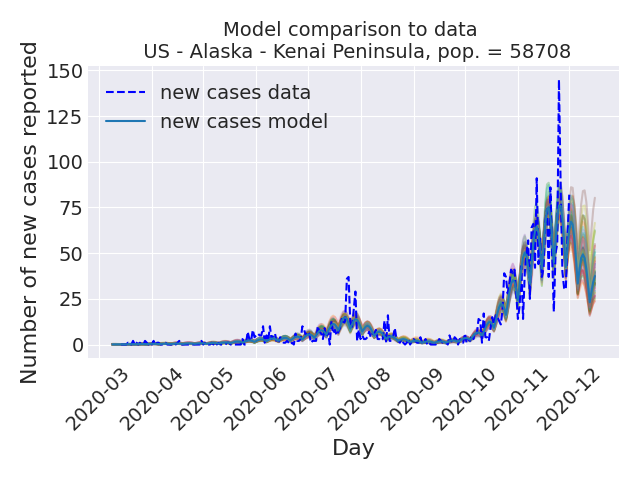 Model comparison to data
US - Alaska - Kenai Peninsula, pop. = 58708
Number of new cases reported
150
125
100
75
50
25
0
new cases data
new cases model
2020-03
2020-04
2020-05
2020-06
2020-07
2020-08
2020-09
2020-10
2020-11
2020-12
Day